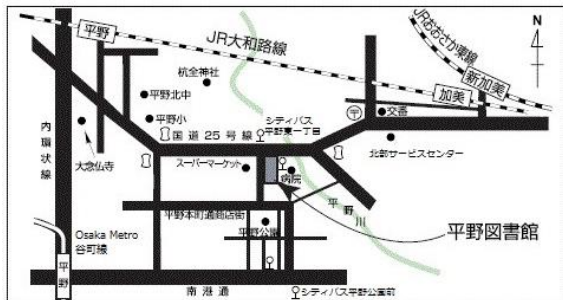 平野
JR大和路線
JRおおさか東線
新加美
加美
N
杭全神社
平野北中
平野小
国道25号線
シティバス
平野東一丁目
〒
交番
北部サービスセンター
内環状線
大念仏寺
スーパーマーケット
病院
平野川
平野本町通商店街
平野公園
平野図書館
Osaka Metro
谷町線
平野
南港通
シティバス平野公園前